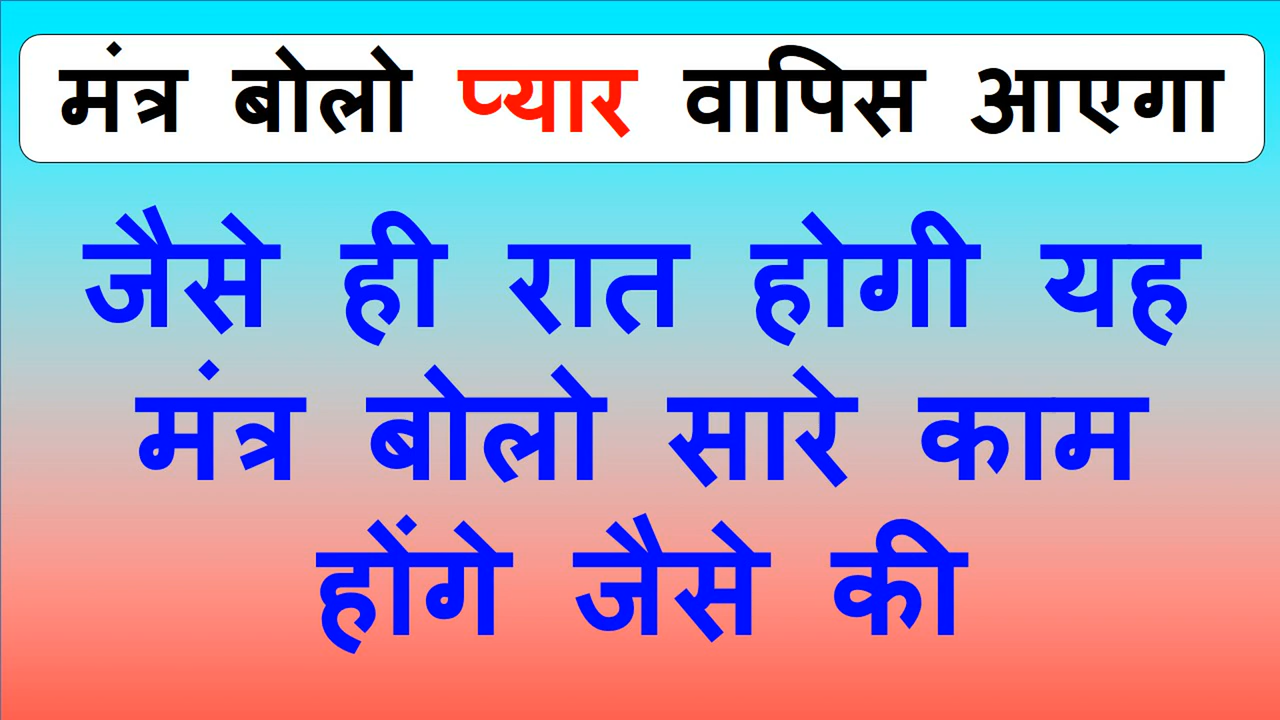 मंत्र बोलो प्यार वापिस आएगा
जैसे ही रात होगी यह
मंत्र बोलो सारे काम
होंगे जैसे की